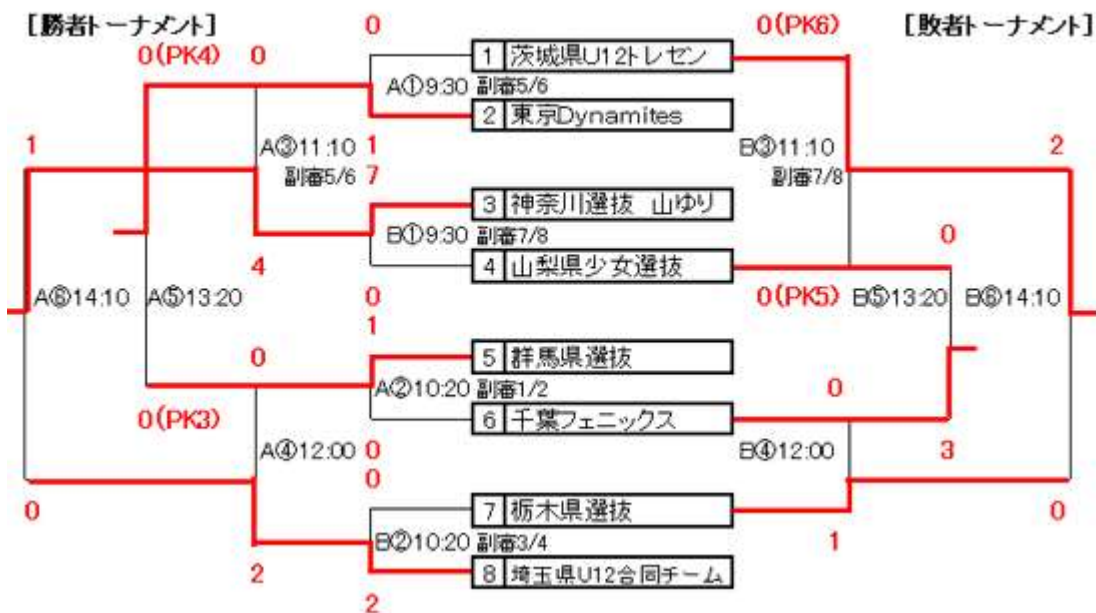 [勝者トーナメント]
0
0(PK6)
[敗者トーナメント]
0(PK4)
0
1 茨城県U12トレセン
A①9:30 副審5/6
2 東京Dynamites
1
A③11:10
1
B③11:10
2
副審5/6
7
副審7/8
3 神奈川選抜 山ゆり
B①9:30 副審7/8
0
4
4 山梨県少女選抜
A⑥14:10
A⑤13:20
0
0(PK5)
B⑤13:20
B⑥14:10
1
0
5 群馬県選抜
A②10:20 副審1/2
0
0(PK3)
6 千葉フェニックス
A④12:00
0
B④12:00
3
0
0
7 栃木県選抜
0
B②10:20 副審3/4
1
2
8 埼玉県U12合同チーム
2